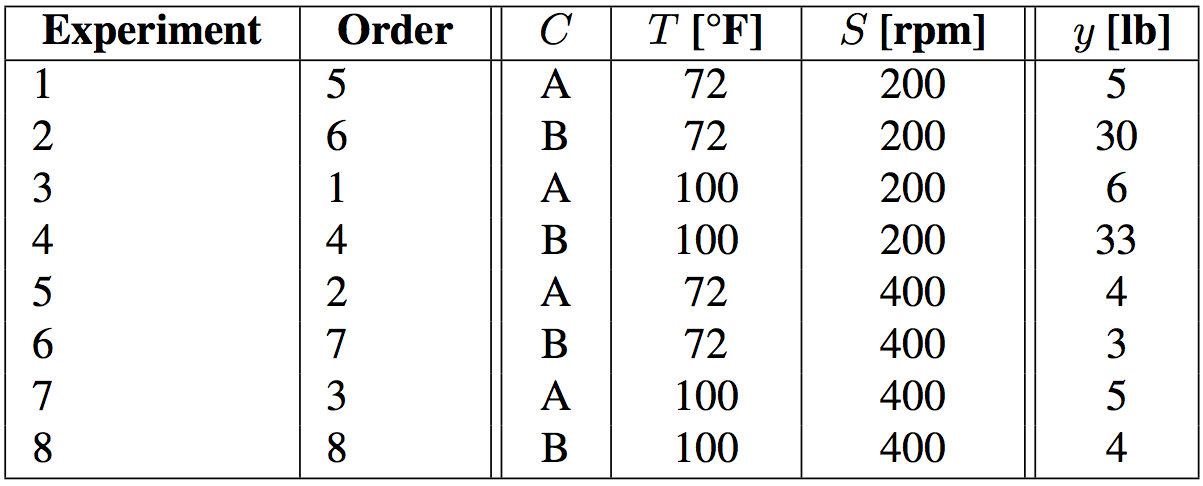 Experiment Order C T [°F] S [rpm] y [lb]
1 5 A 72 200 5
2 6 B 72 200 30
3 1 A 100 200 6
4 4 B 100 200 33
5 2 A 72 400 4
6 7 B 72 400 3
7 3 A 100 400 5
8 8 B 100 400 4